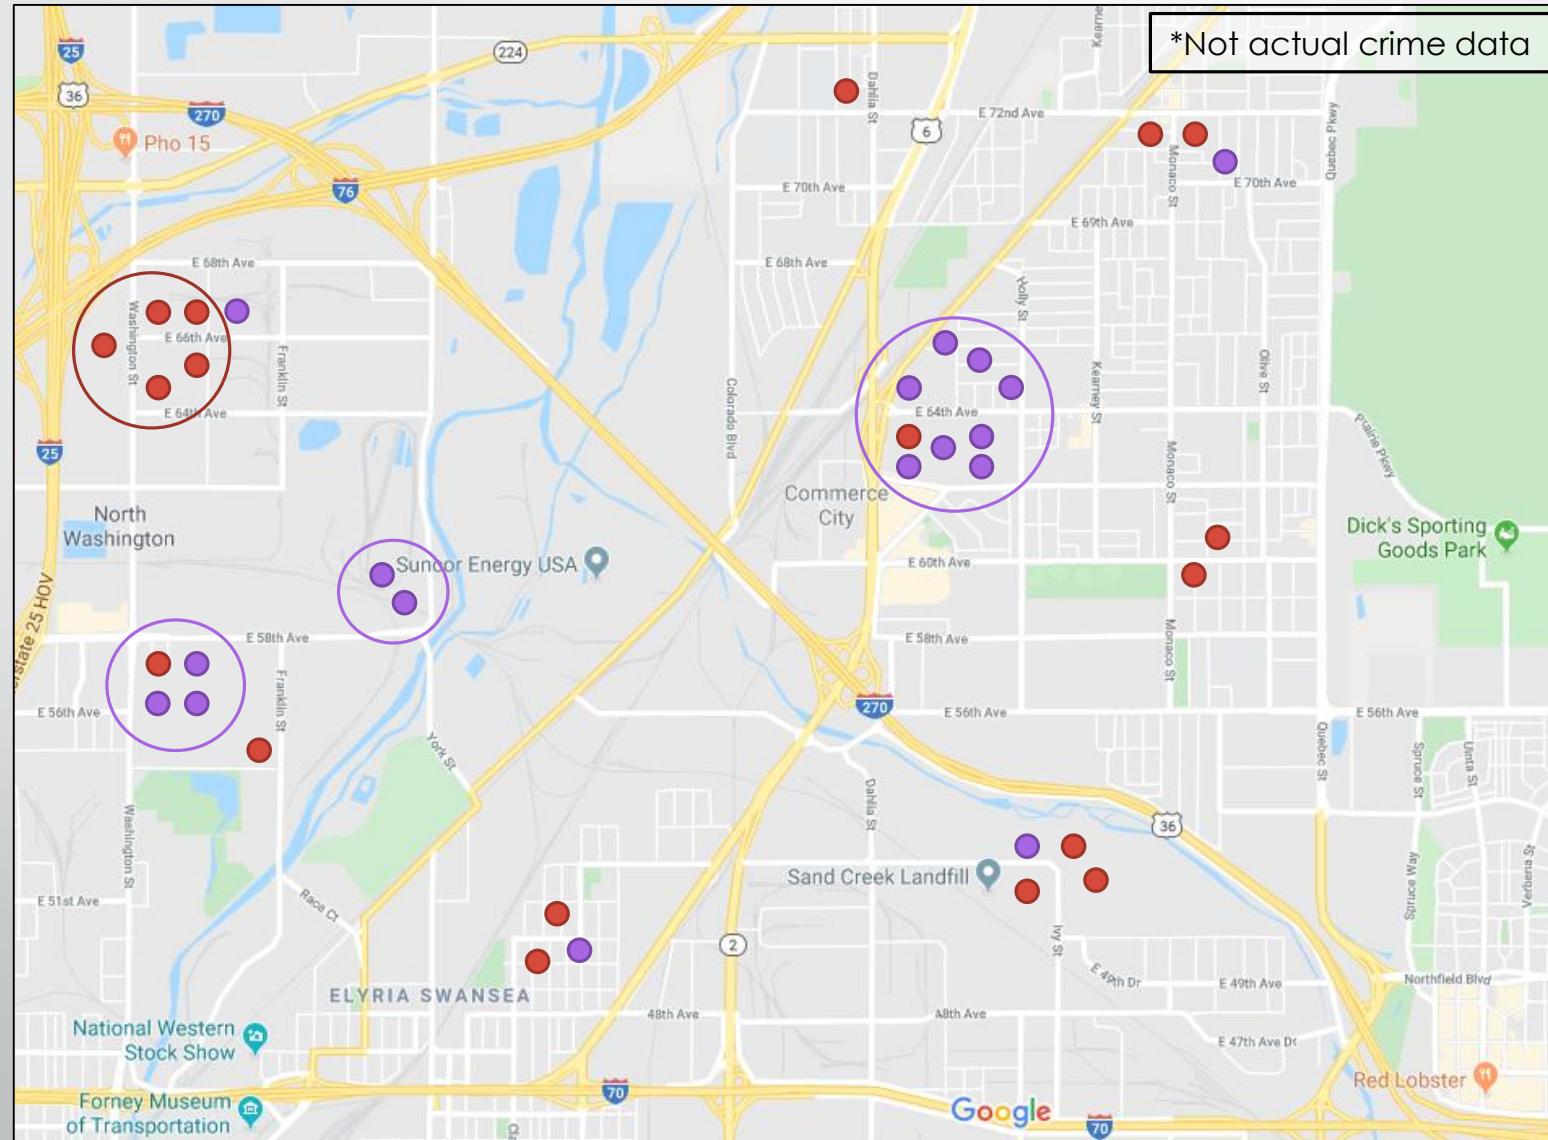 *Not actual crime data
25
36
224
270
Pho 15
76
Dahlia St
E 72nd Ave
6
Quebec Pkwy
E 70th Ave
Monaco St
E 70th Ave
E 69th Ave
E 68th Ave
E 68th Ave
Holly St
Washington St
E 66th Ave
Franklin St
Colorado Blvd
Kearney St
Olive St
E 64th Ave
E 64th Ave
25
Prairie Pkwy
Monaco St
Commerce
City
North
Washington
Dick's Sporting
Goods Park
Suncor Energy USA
E 60th Ave
erstate 25 HOV
E 58th Ave
E 58th Ave
Monaco St
Franklin St
E 56th Ave
270
E 56th Ave
E 56th Ave
York St
Quebec St
Spruce St
Uinta St
Dahlia St
Washington St
36
Sand Creek Landfill
Spruce Way
Verbena St
E 51st Ave
Race Ct
Ivy St
2
E 49th Dr
E 49th Ave
Northfield Blvd
ELYRIA SWANSEA
48th Ave
48th Ave
National Western
Stock Show
E 47th Ave Dr
Red Lobster
70
Forney Museum
of Transportation
Google
70